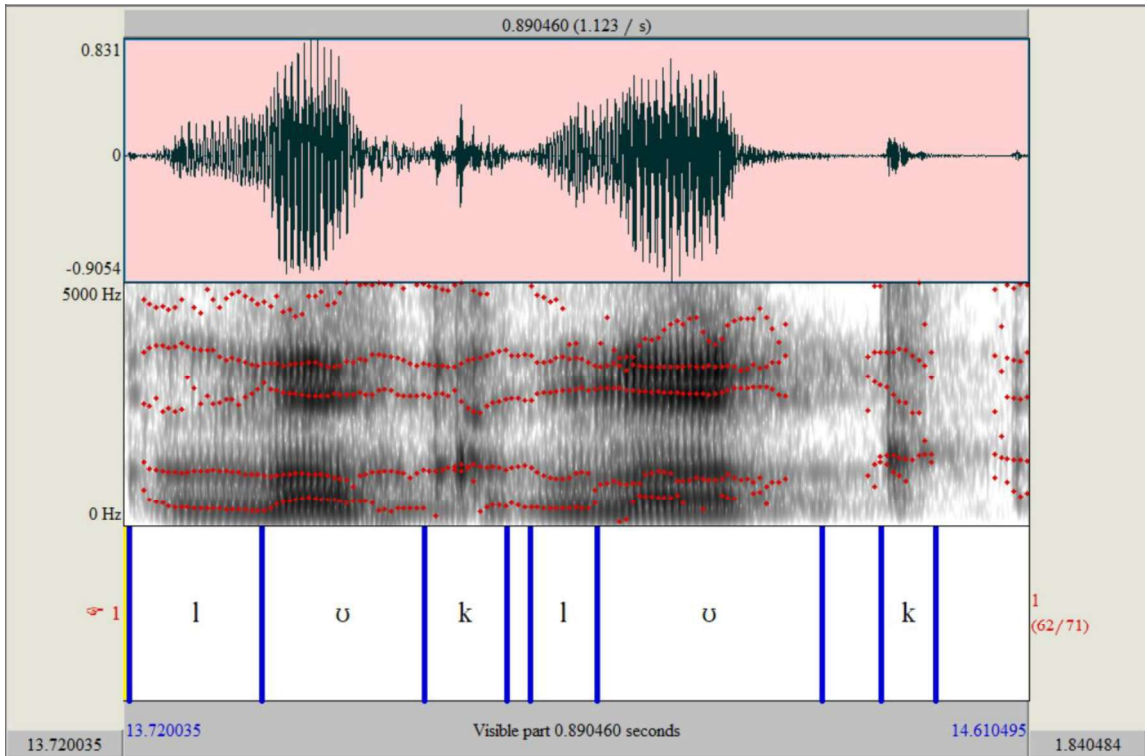 0.890460 (1.123 / s)
0.831
0
-0.9054
5000 Hz
0 Hz
☞ 1
l ʊ k l ʊ k
1
(62/71)
13.720035 Visible part 0.890460 seconds 14.610495
13.720035 1.840484